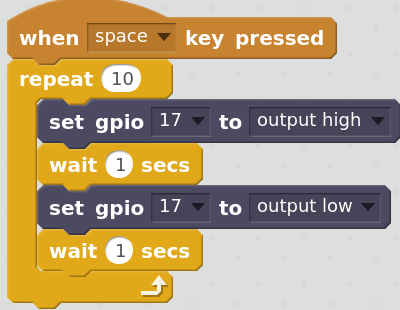 when space key pressed
repeat 10
set gpio 17 to output high
wait 1 secs
set gpio 17 to output low
wait 1 secs